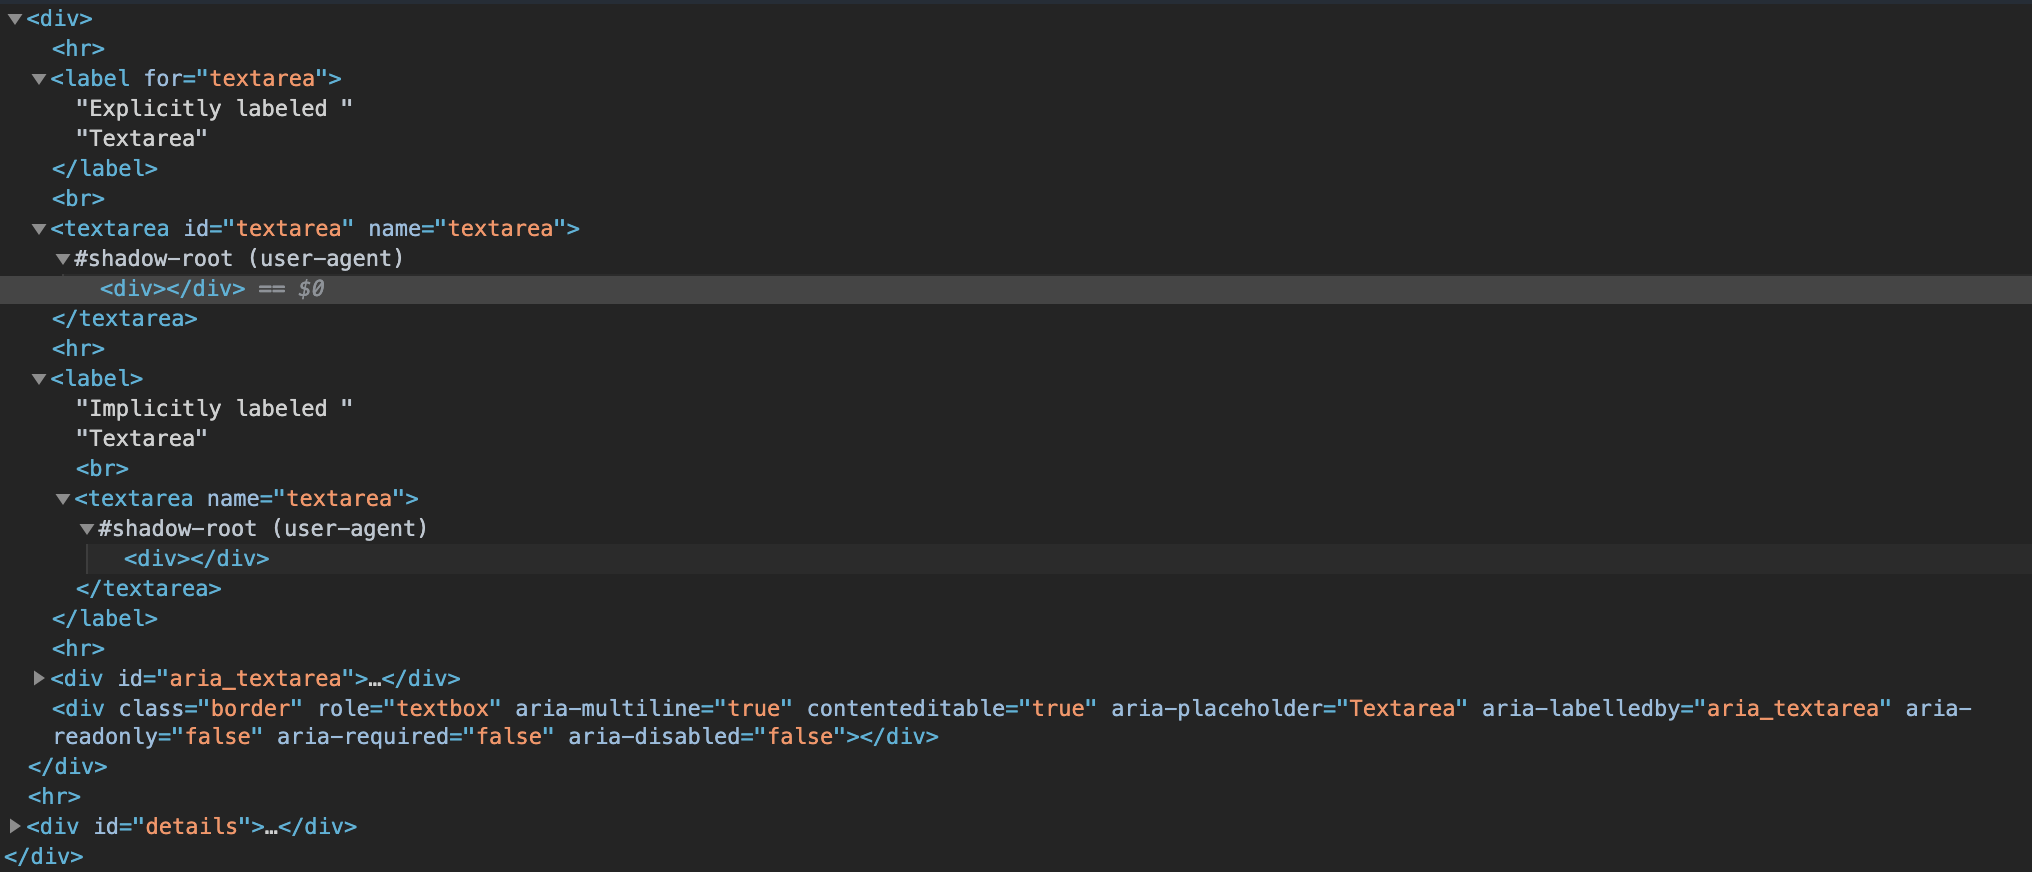 ▼<div>
<hr>
▼<label for="textarea">
"Explicitly labeled "
"Textarea"
</label>
<br>
▼<textarea id="textarea" name="textarea">
▼#shadow-root (user-agent)
<div></div> == $0
</textarea>
<hr>
▼<label>
"Implicitly labeled "
"Textarea"
<br>
▼<textarea name="textarea">
▼#shadow-root (user-agent)
<div></div>
</textarea>
</label>
<hr>
▶<div id="aria_textarea">…</div>
<div class="border" role="textbox" aria-multiline="true" contenteditable="true" aria-placeholder="Textarea" aria-labelledby="aria_textarea" aria-
readonly="false" aria-required="false" aria-disabled="false"></div>
</div>
<hr>
▶<div id="details">…</div>
</div>